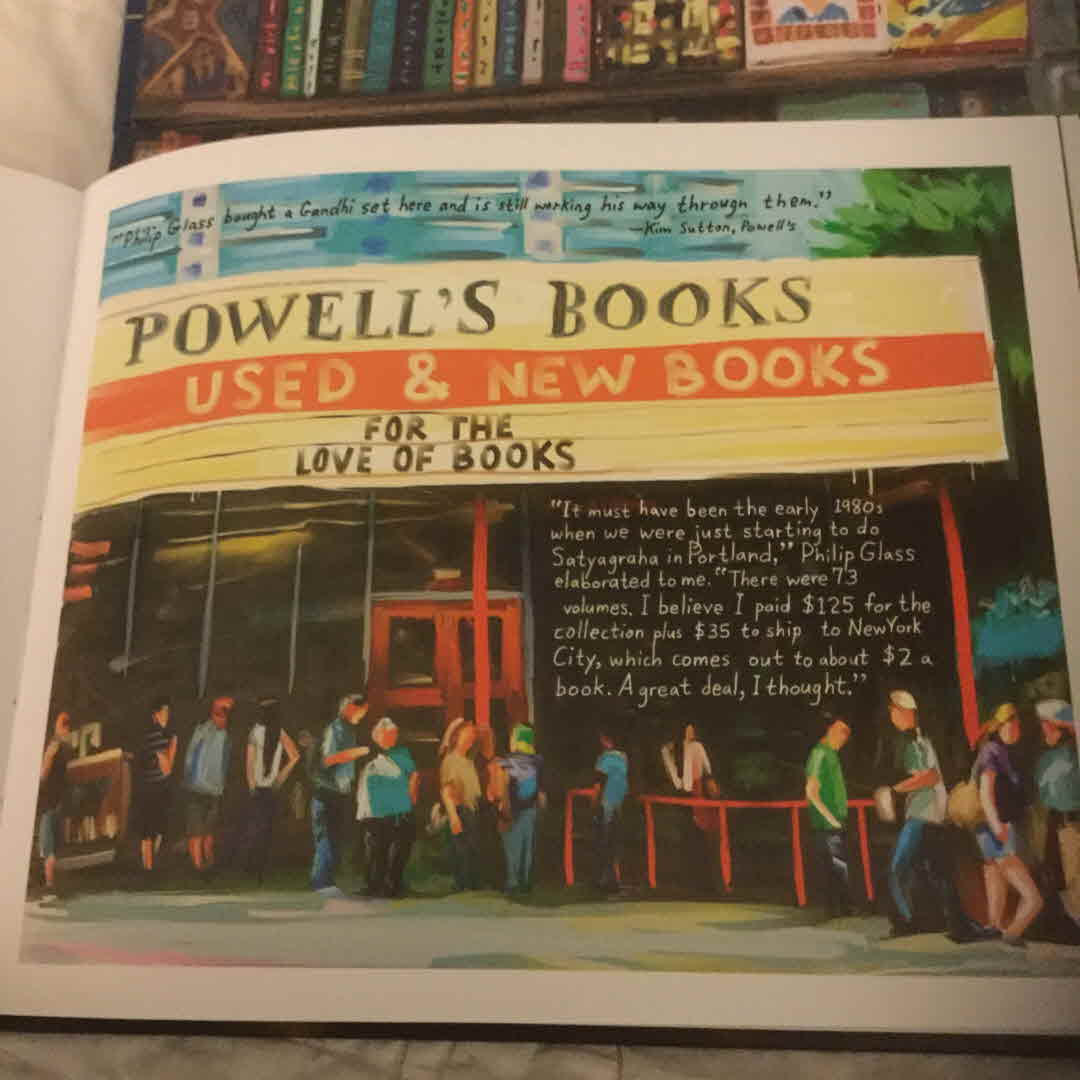 "Philip Glass bought a Gandhi set here and is still working his way through them."
—Kim Sutton, Powell's
POWELL'S BOOKS
USED & NEW BOOKS
FOR THE
LOVE OF BOOKS
"It must have been the early 1980s
when we were just starting to do
Satyagraha in Portland," Philip Glass
elaborated to me. "There were 73
volumes. I believe I paid $125 for the
collection plus $35 to ship to New York
City, which comes out to about $2 a
book. A great deal, I thought."